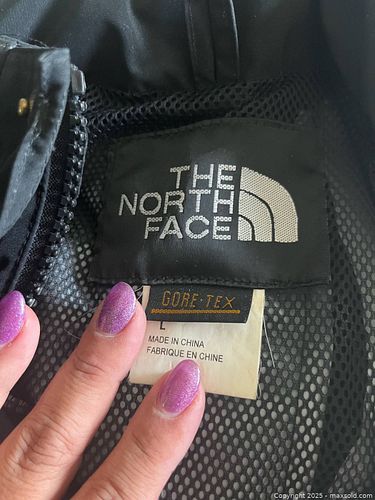 THE
NORTH
FACE
GORE-TEX
L
MADE IN CHINA
FABRIQUE EN CHINE
Copyright 2025 - maxsold.com